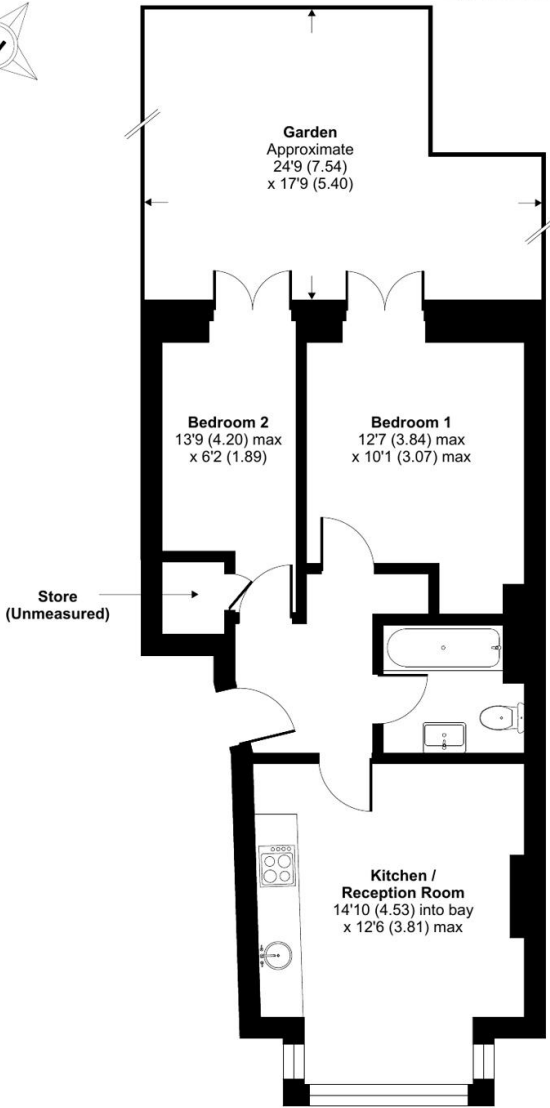 Garden
Approximate
24'9 (7.54)
x 17'9 (5.40)
Bedroom 2
13'9 (4.20) max
x 6'2 (1.89)
Bedroom 1
12'7 (3.84) max
x 10'1 (3.07) max
Store
(Unmeasured)
Kitchen /
Reception Room
14'10 (4.53) into bay
x 12'6 (3.81) max